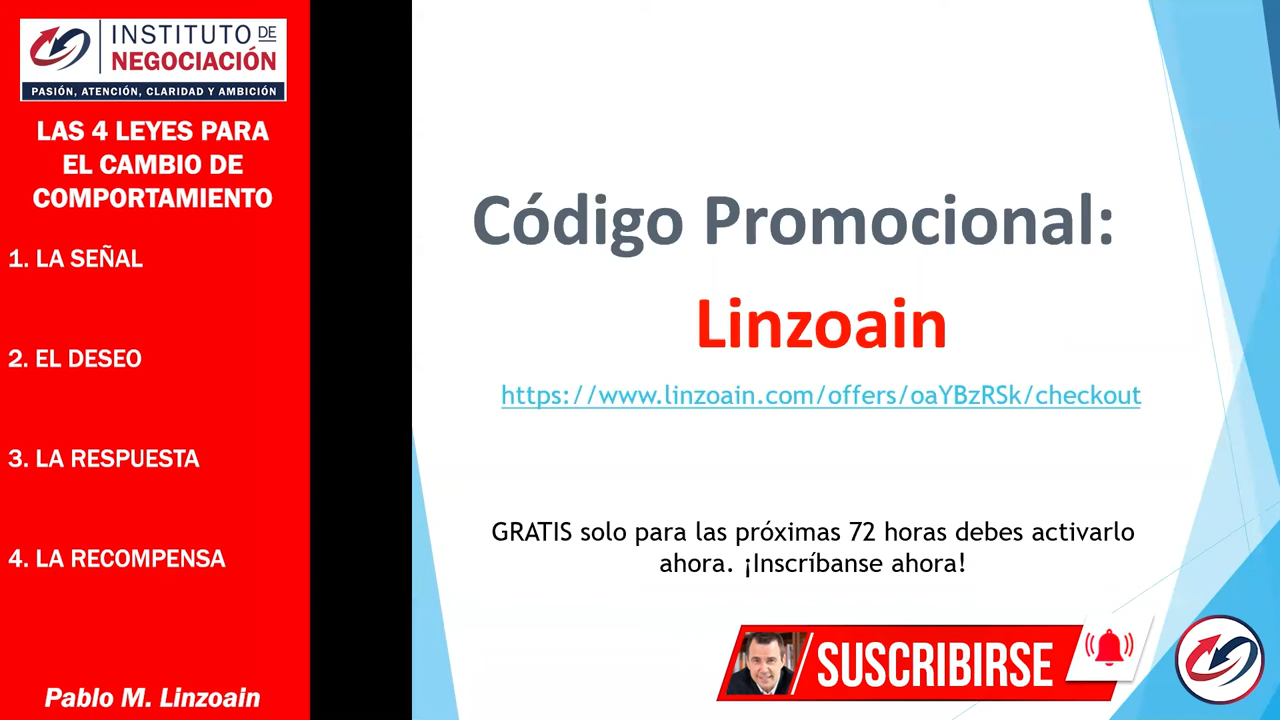 INSTITUTO DE
NEGOCIACIÓN
PASIÓN, ATENCIÓN, CLARIDAD Y AMBICIÓN
LAS 4 LEYES PARA
EL CAMBIO DE
COMPORTAMIENTO
1. LA SEÑAL
2. EL DESEO
3. LA RESPUESTA
4. LA RECOMPENSA
Pablo M. Linzoain
Código Promocional:
Linzoain
https://www.linzoain.com/offers/oaYBzRSk/checkout
GRATIS solo para las próximas 72 horas debes activarlo
ahora. ¡Inscríbanse ahora!
SUSCRIBIRSE